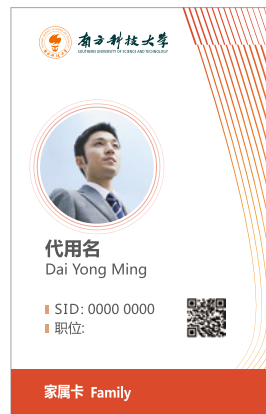 南方科技大学
SOUTHERN UNIVERSITY OF SCIENCE AND TECHNOLOGY
代用名
Dai Yong Ming
SID: 0000 0000
职位:
家属卡 Family